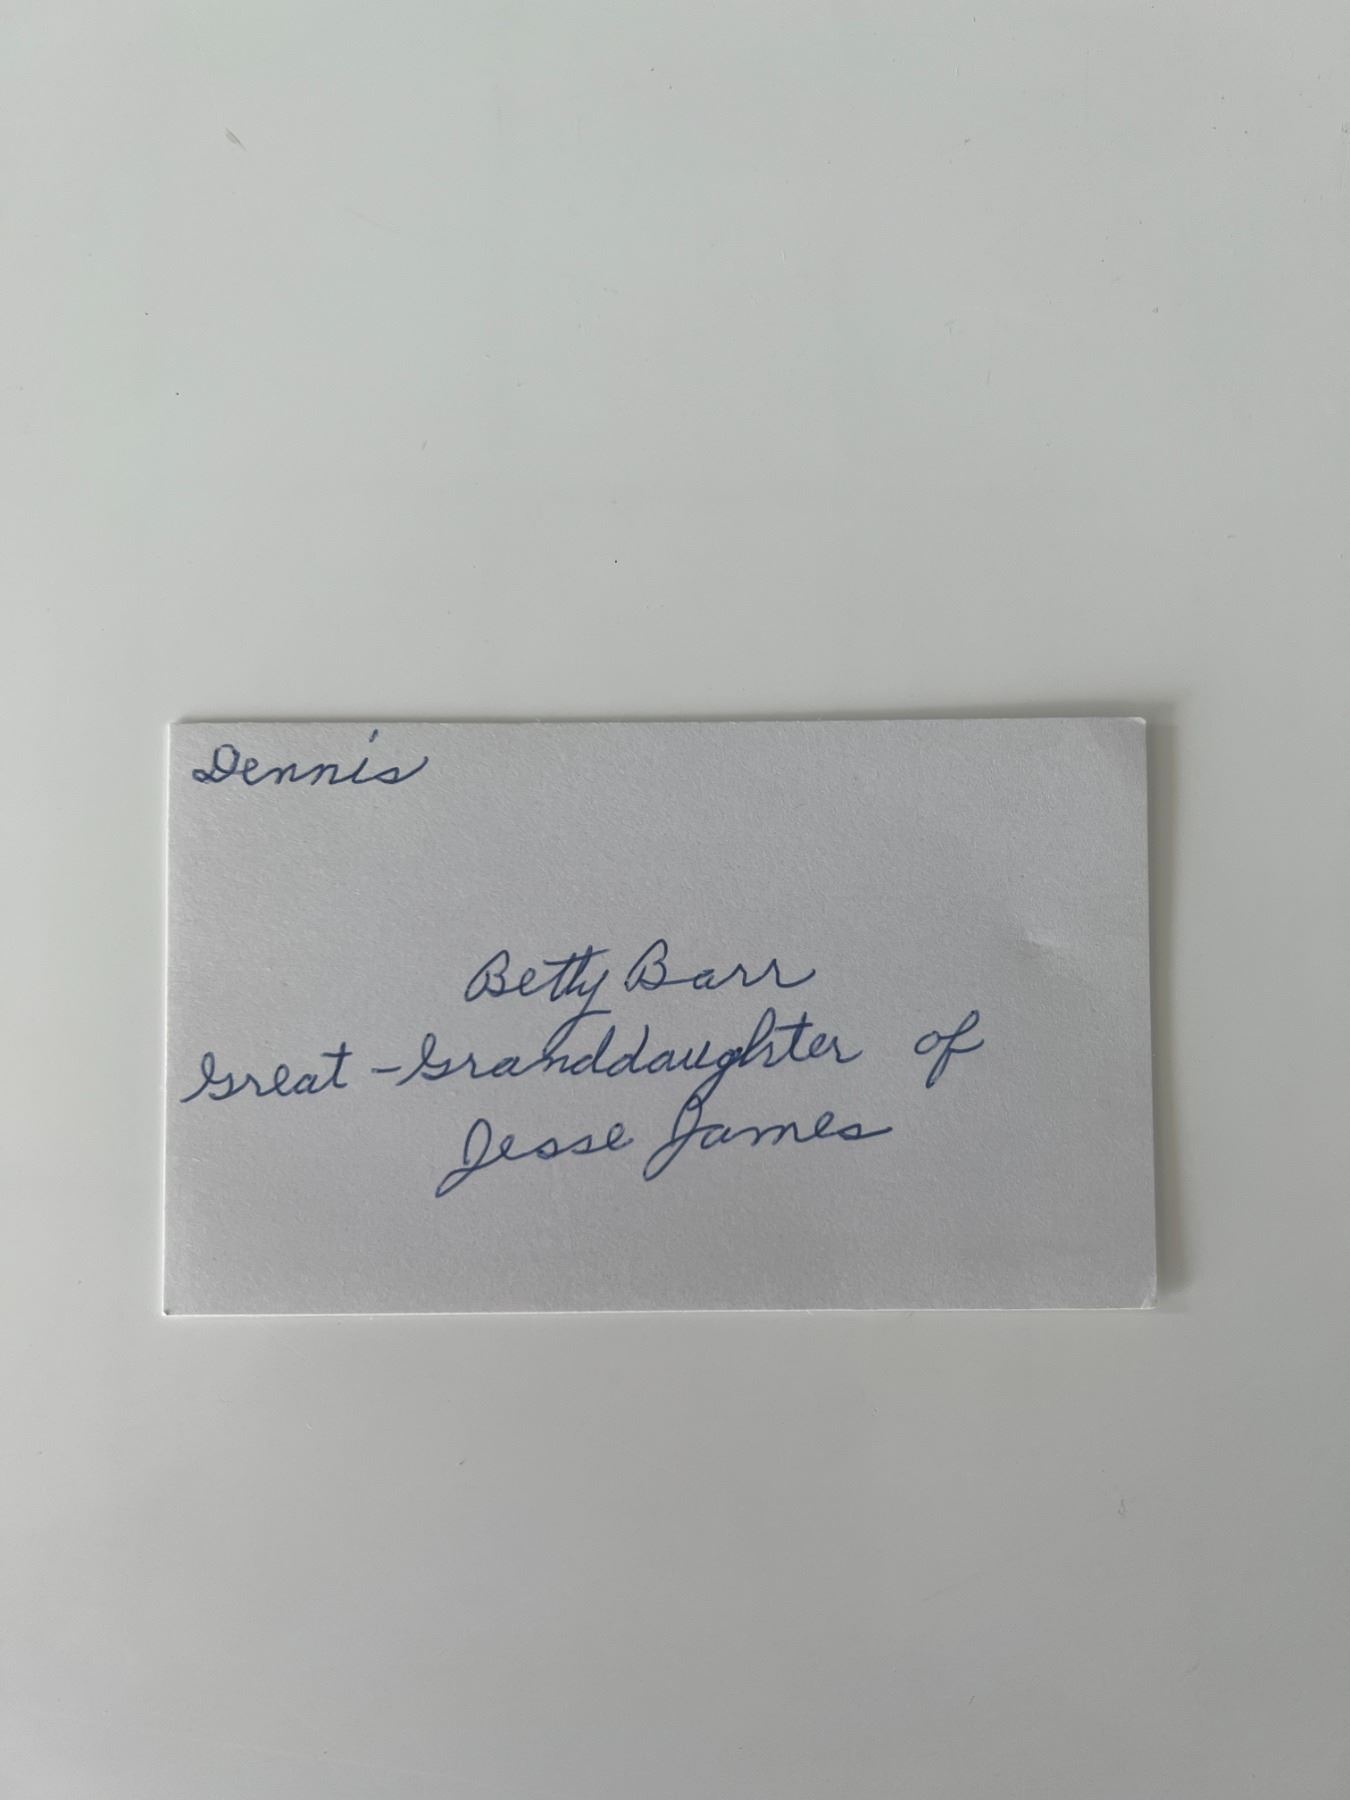 Dennis
Betty Barr
Great-Granddaughter of
Jesse James